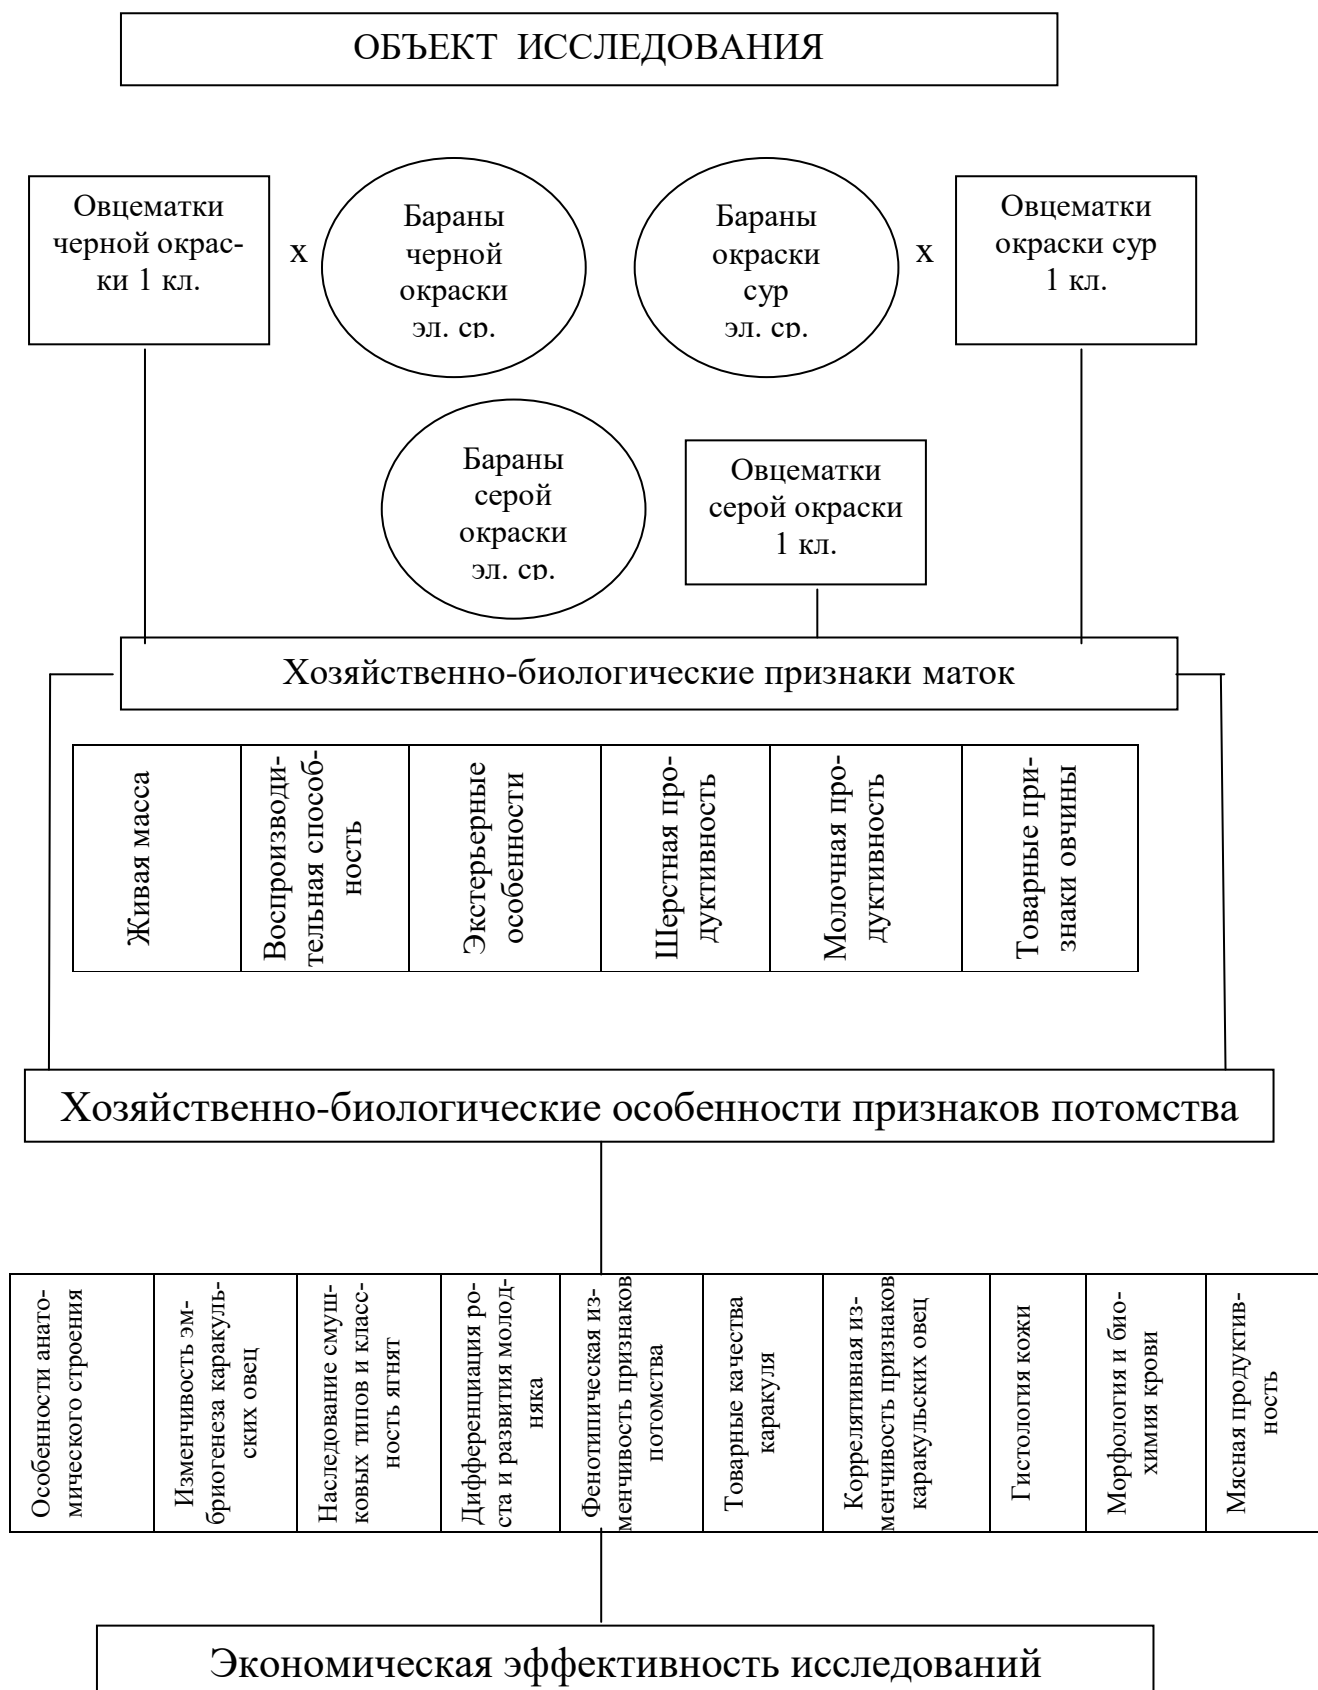 ОБЪЕКТ ИССЛЕДОВАНИЯ
Овцематки
черной окрас-
ки 1 кл.
х
Бараны
черной
окраски
эл. ср.
Бараны
окраски
сур
эл. ср.
х
Овцематки
окраски сур
1 кл.
Бараны
серой
окраски
эл. ср.
Овцематки
серой окраски
1 кл.
Хозяйственно-биологические признаки маток
Живая масса
Воспроизводи-
тельная способ-
ность
Экстерьерные
особенности
Шерстная про-
дуктивность
Молочная про-
дуктивность
Товарные при-
знаки овчины
Хозяйственно-биологические особенности признаков потомства
Особенности анато-
мического строения
Изменчивость эм-
бриогенеза каракуль-
ских овец
Наследование смуш-
ковых типов и класс-
ность ягнят
Дифференциация ро-
ста и развития молод-
няка
Фенотипическая из-
менчивость признаков
потомства
Товарные качества
каракуля
Коррелятивная из-
менчивость признаков
каракульских овец
Гистология кожи
Морфология и био-
химия крови
Мясная продуктив-
ность
Экономическая эффективность исследований